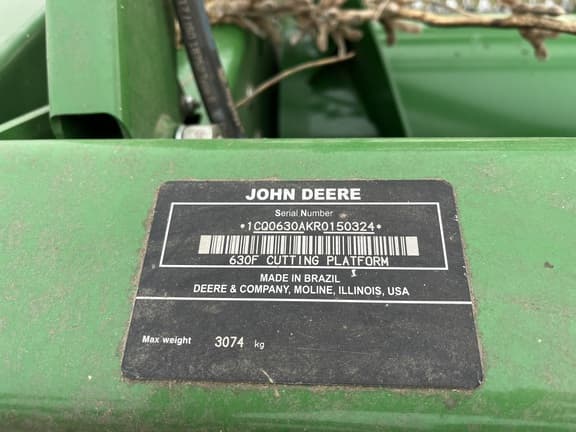 JOHN DEERE
Serial Number
*1CQ0630AKR0150324*
630F CUTTING PLATFORM
MADE IN BRAZIL
DEERE & COMPANY, MOLINE, ILLINOIS, USA
Max weight 3074 kg